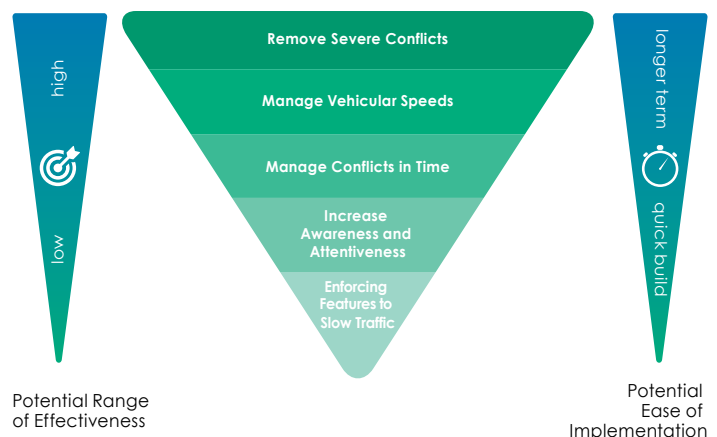 high
low
Potential Range
of Effectiveness
Remove Severe Conflicts
Manage Vehicular Speeds
Manage Conflicts in Time
Increase
Awareness and
Attentiveness
Enforcing
Features to
Slow Traffic
longer term
quick build
Potential
Ease of
Implementation